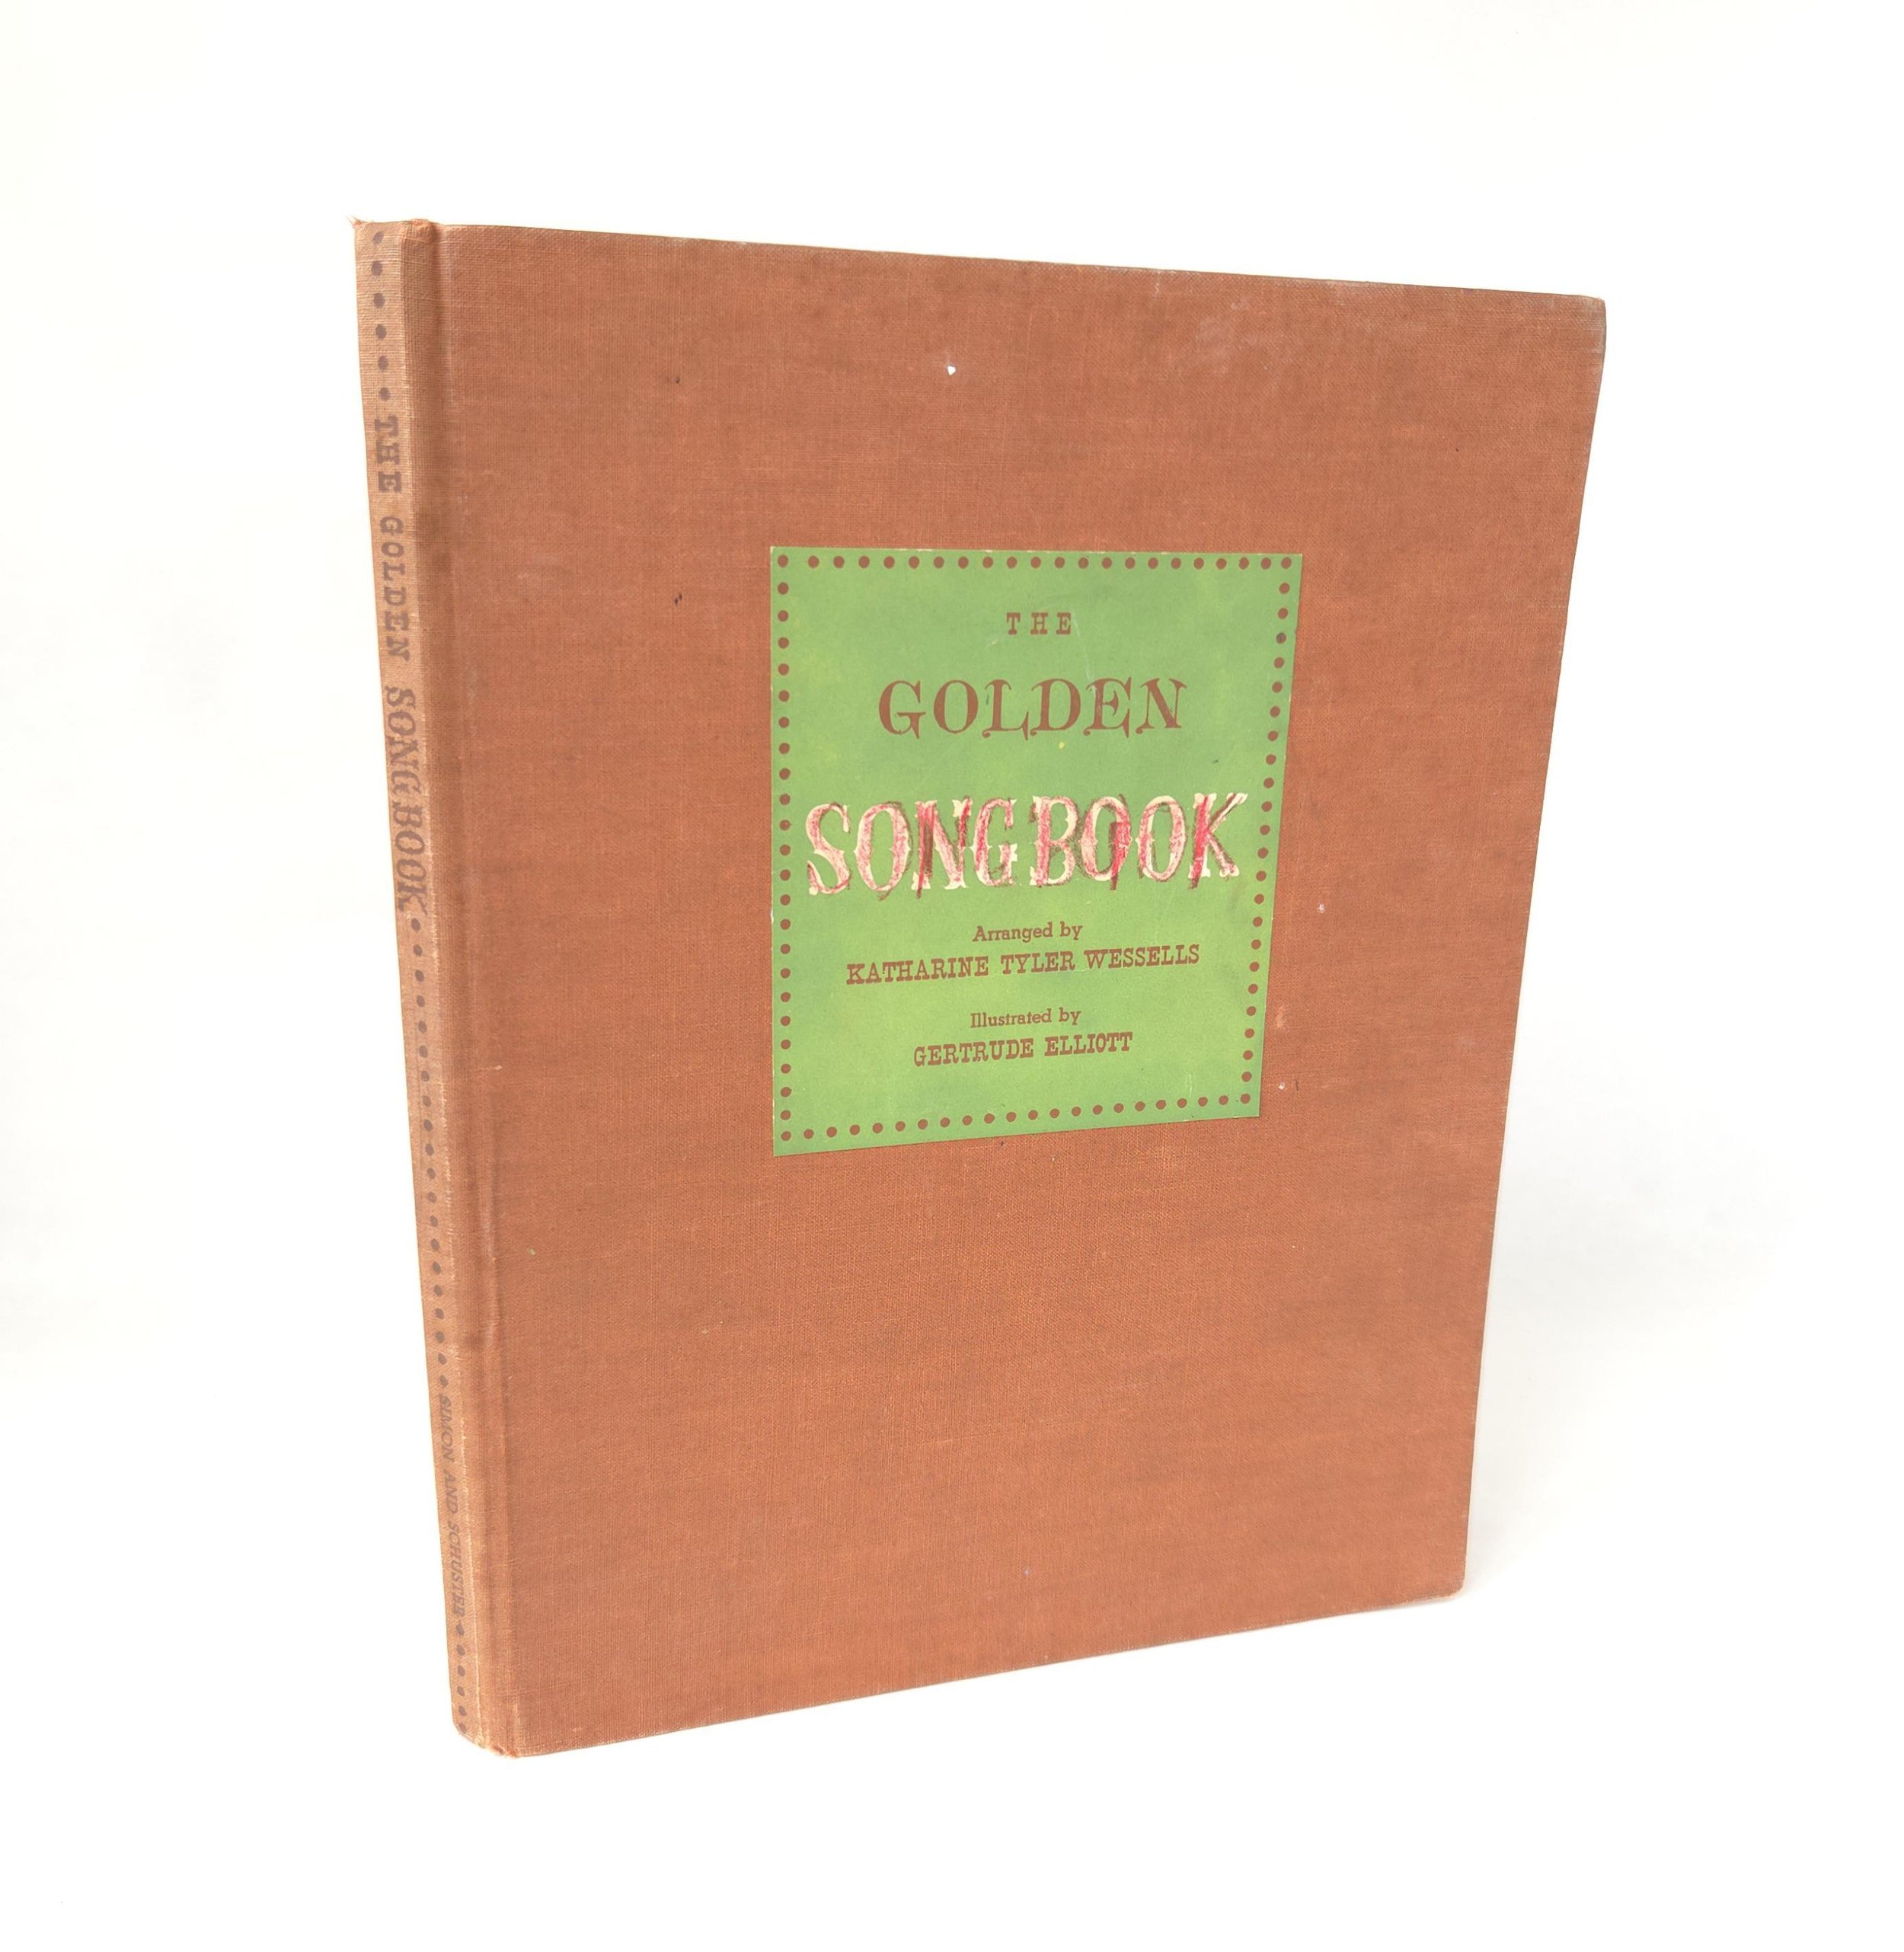 THE GOLDEN SONG BOOK
SIMON AND SCHUSTER
THE
GOLDEN
SONG BOOK
Arranged by
KATHARINE TYLER WESSELLS
Illustrated by
GERTRUDE ELLIOTT